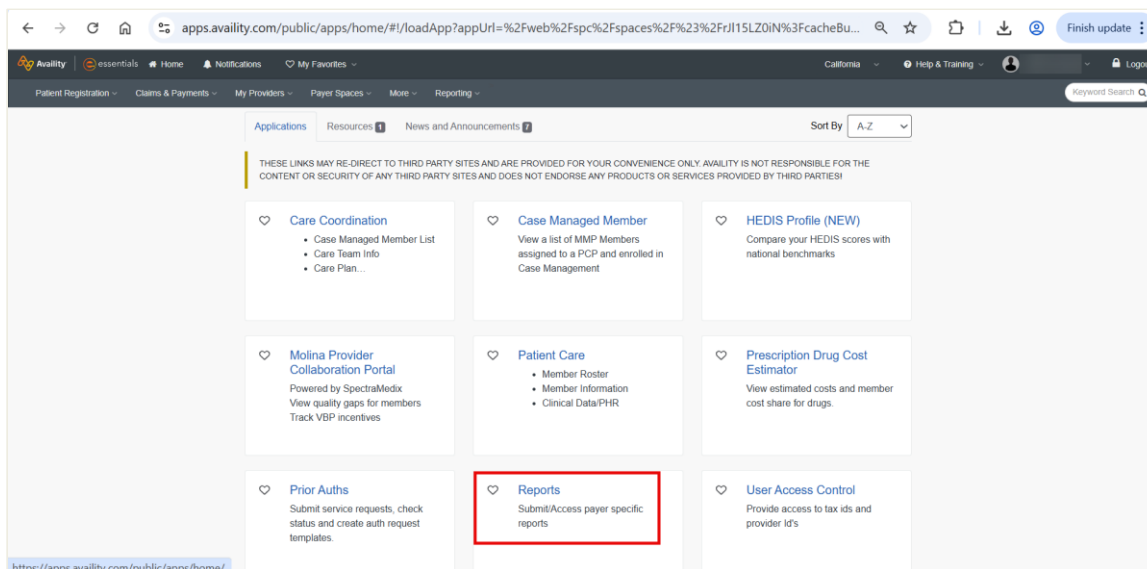 apps.availity.com/public/apps/home/#!/loadApp?appUrl=%2Fweb%2Fspc%2Fspaces%2F%23%2FrJl15LZ0iN%3FcacheBu...
Finish update
Availity essentials Home Notifications My Favorites California Help & Training Logou
Patient Registration Claims & Payments My Providers Payer Spaces More Reporting Keyword Search
Applications Resources 1 News and Announcements 7 Sort By A-Z
THESE LINKS MAY RE-DIRECT TO THIRD PARTY SITES AND ARE PROVIDED FOR YOUR CONVENIENCE ONLY. AVAILITY IS NOT RESPONSIBLE FOR THE
CONTENT OR SECURITY OF ANY THIRD PARTY SITES AND DOES NOT ENDORSE ANY PRODUCTS OR SERVICES PROVIDED BY THIRD PARTIES!
Care Coordination
• Case Managed Member List
• Care Team Info
• Care Plan...
Case Managed Member
View a list of MMP Members
assigned to a PCP and enrolled in
Case Management
HEDIS Profile (NEW)
Compare your HEDIS scores with
national benchmarks
Molina Provider
Collaboration Portal
Powered by SpectraMedix
View quality gaps for members
Track VBP incentives
Patient Care
• Member Roster
• Member Information
• Clinical Data/PHR
Prescription Drug Cost
Estimator
View estimated costs and member
cost share for drugs.
Prior Auths
Submit service requests, check
status and create auth request
templates.
Reports
Submit/Access payer specific
reports
User Access Control
Provide access to tax ids and
provider Id's
https://apps.availity.com/public/apps/home/